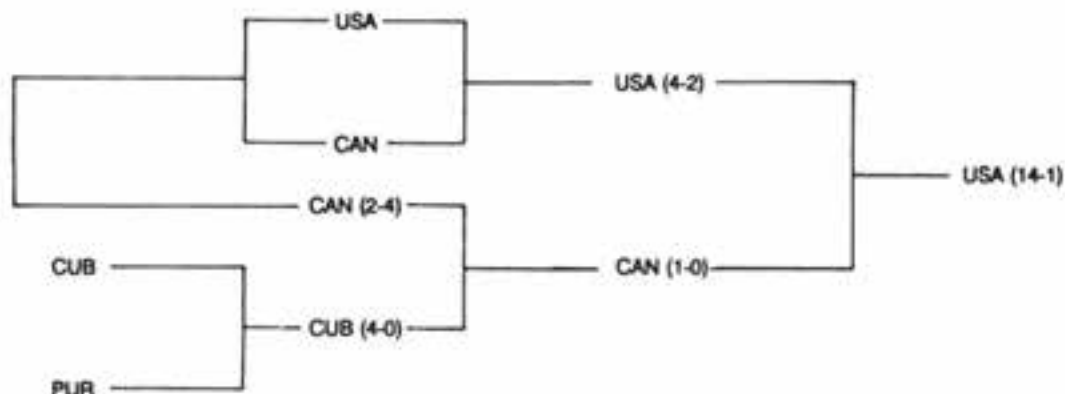 USA
USA (4-2)
CAN
USA (14-1)
CAN (2-4)
CUB
CAN (1-0)
CUB (4-0)
PUR